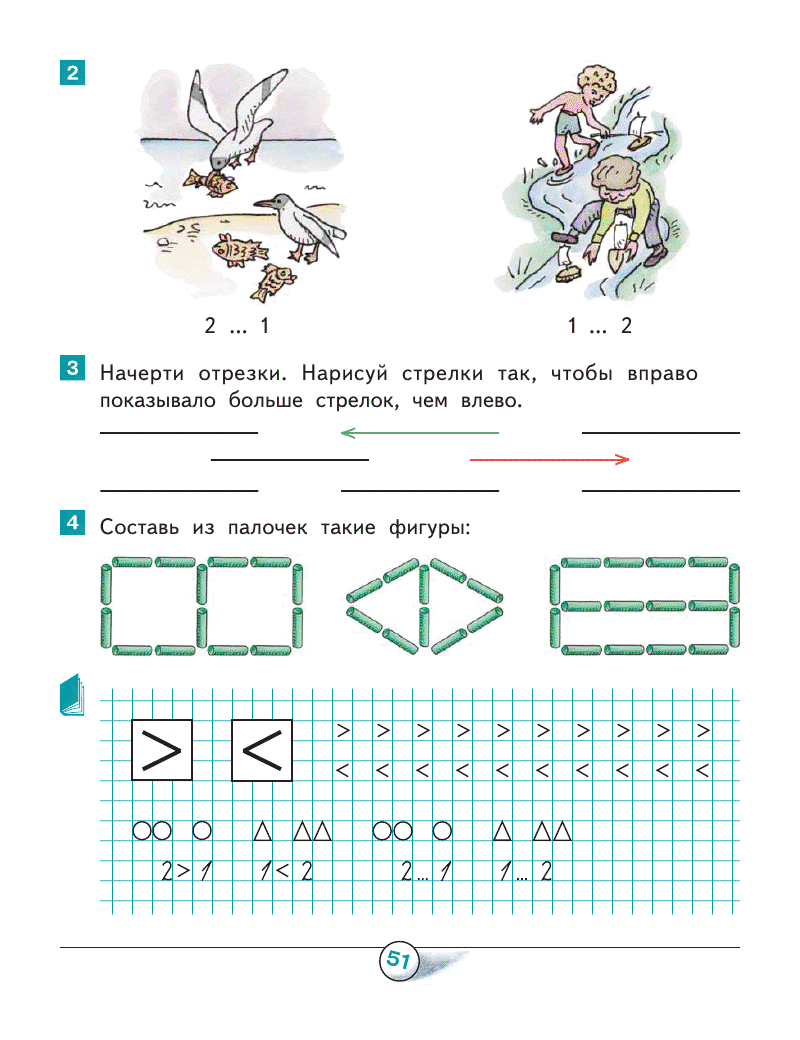 2
2 ... 1
1 ... 2
3
Начерти отрезки. Нарисуй стрелки так, чтобы вправо
показывало больше стрелок, чем влево.
4
Составь из палочек такие фигуры:
> < > > > > > > > > > >
< < < < < < < < < <
2 > 1 1 < 2 2 ... 1 1 ... 2
51